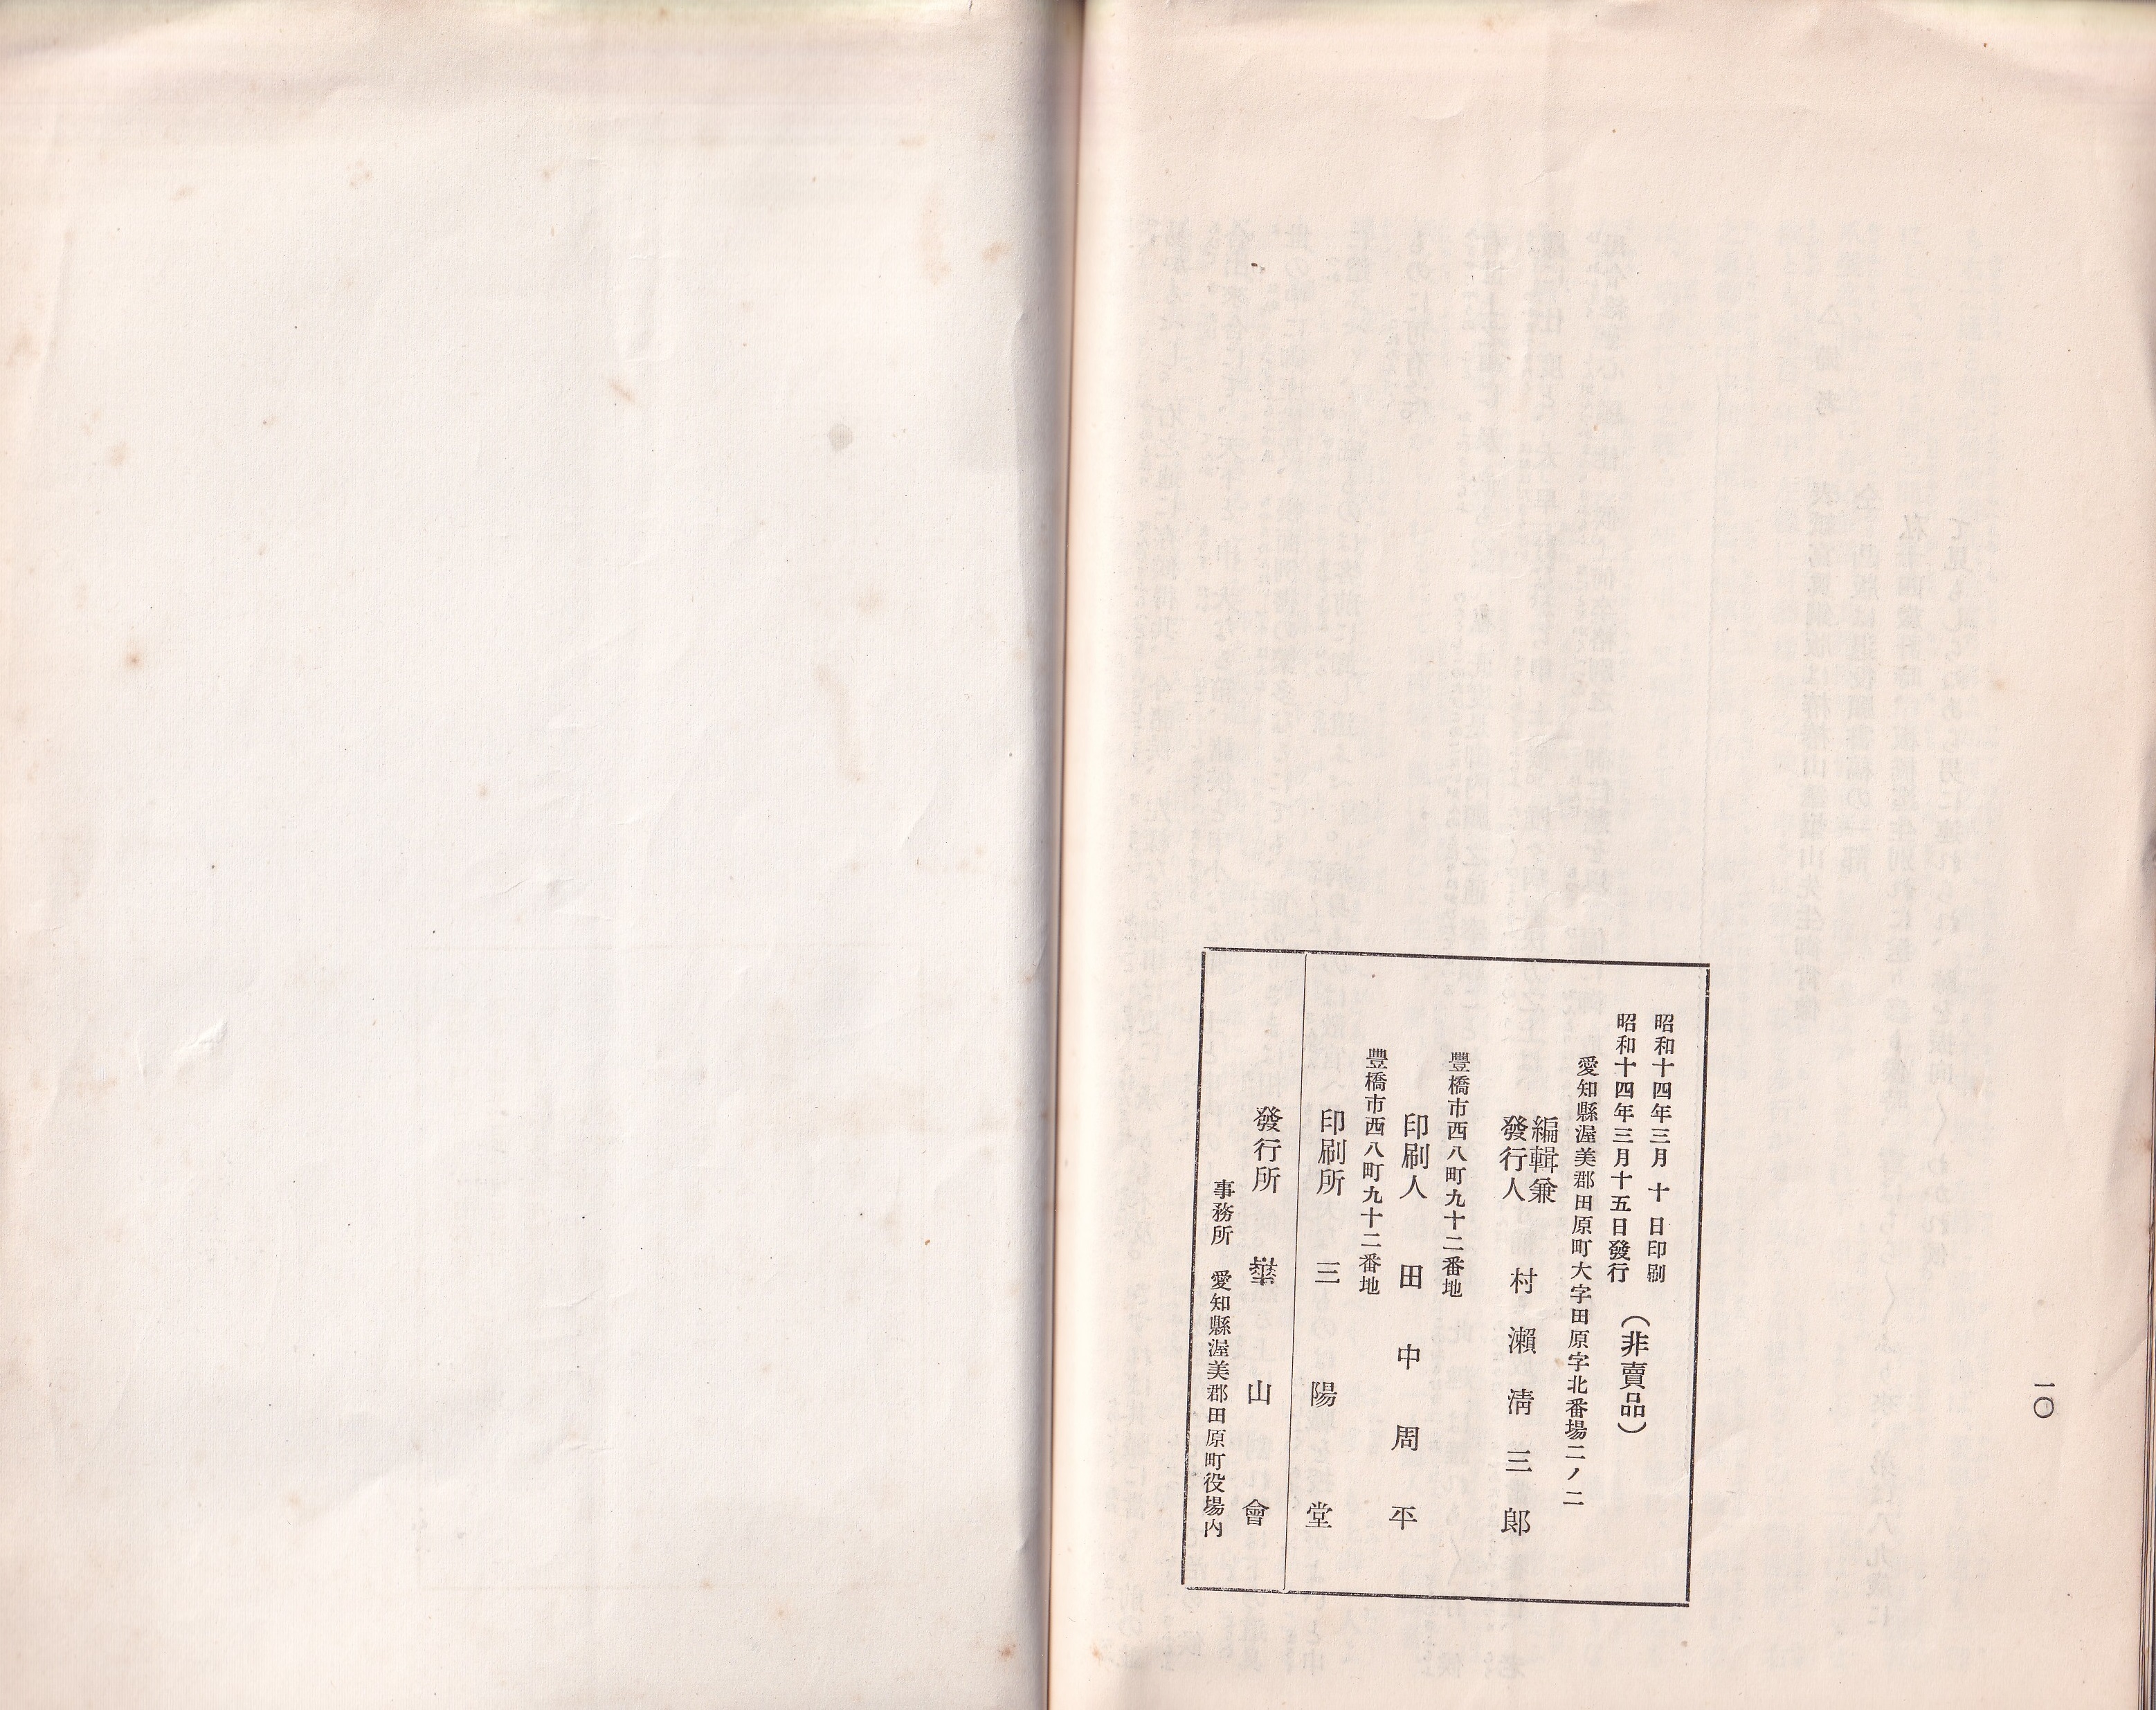 一〇
昭和十四年三月 十 日印刷
昭和十四年三月十五日發行 (非賣品)
愛知縣渥美郡田原町大字田原字北番場二ノ二
編輯兼
發行人 村瀨淸三郎
豐橋市西八町九十二番地
印刷人 田中周平
豐橋市西八町九十二番地
印刷所 三陽堂
發行所 崋山會
事務所 愛知縣渥美郡田原町役場内